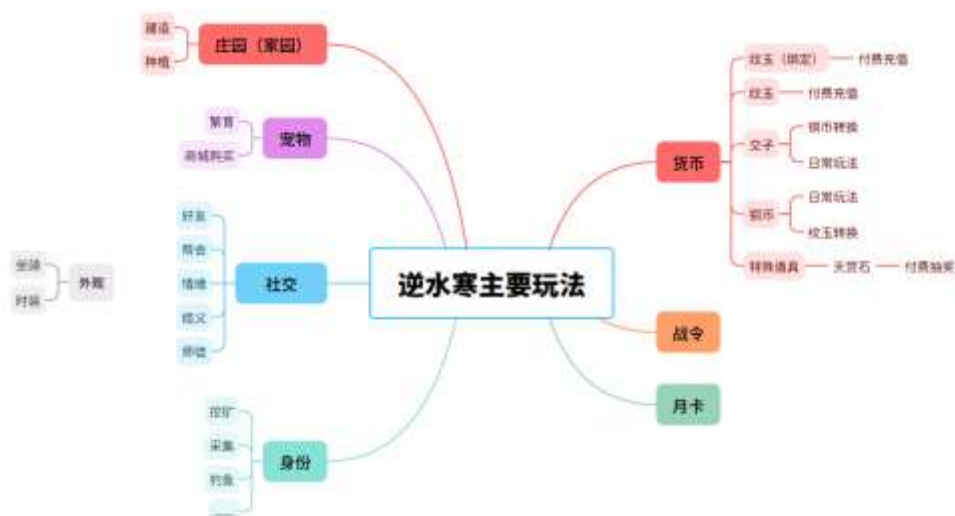 逆水寒主要玩法
庄园（家园）
建设
种植
宠物
繁育
商城购买
社交
好友
帮会
情缘
结义
师徒
外观
坐骑
时装
身份
挖矿
采集
钓鱼
货币
纹玉（绑定）
付费充值
纹玉
付费充值
交子
铜币转换
日常玩法
铜币
日常玩法
纹玉转换
特殊道具
天赏石
付费抽奖
战令
月卡